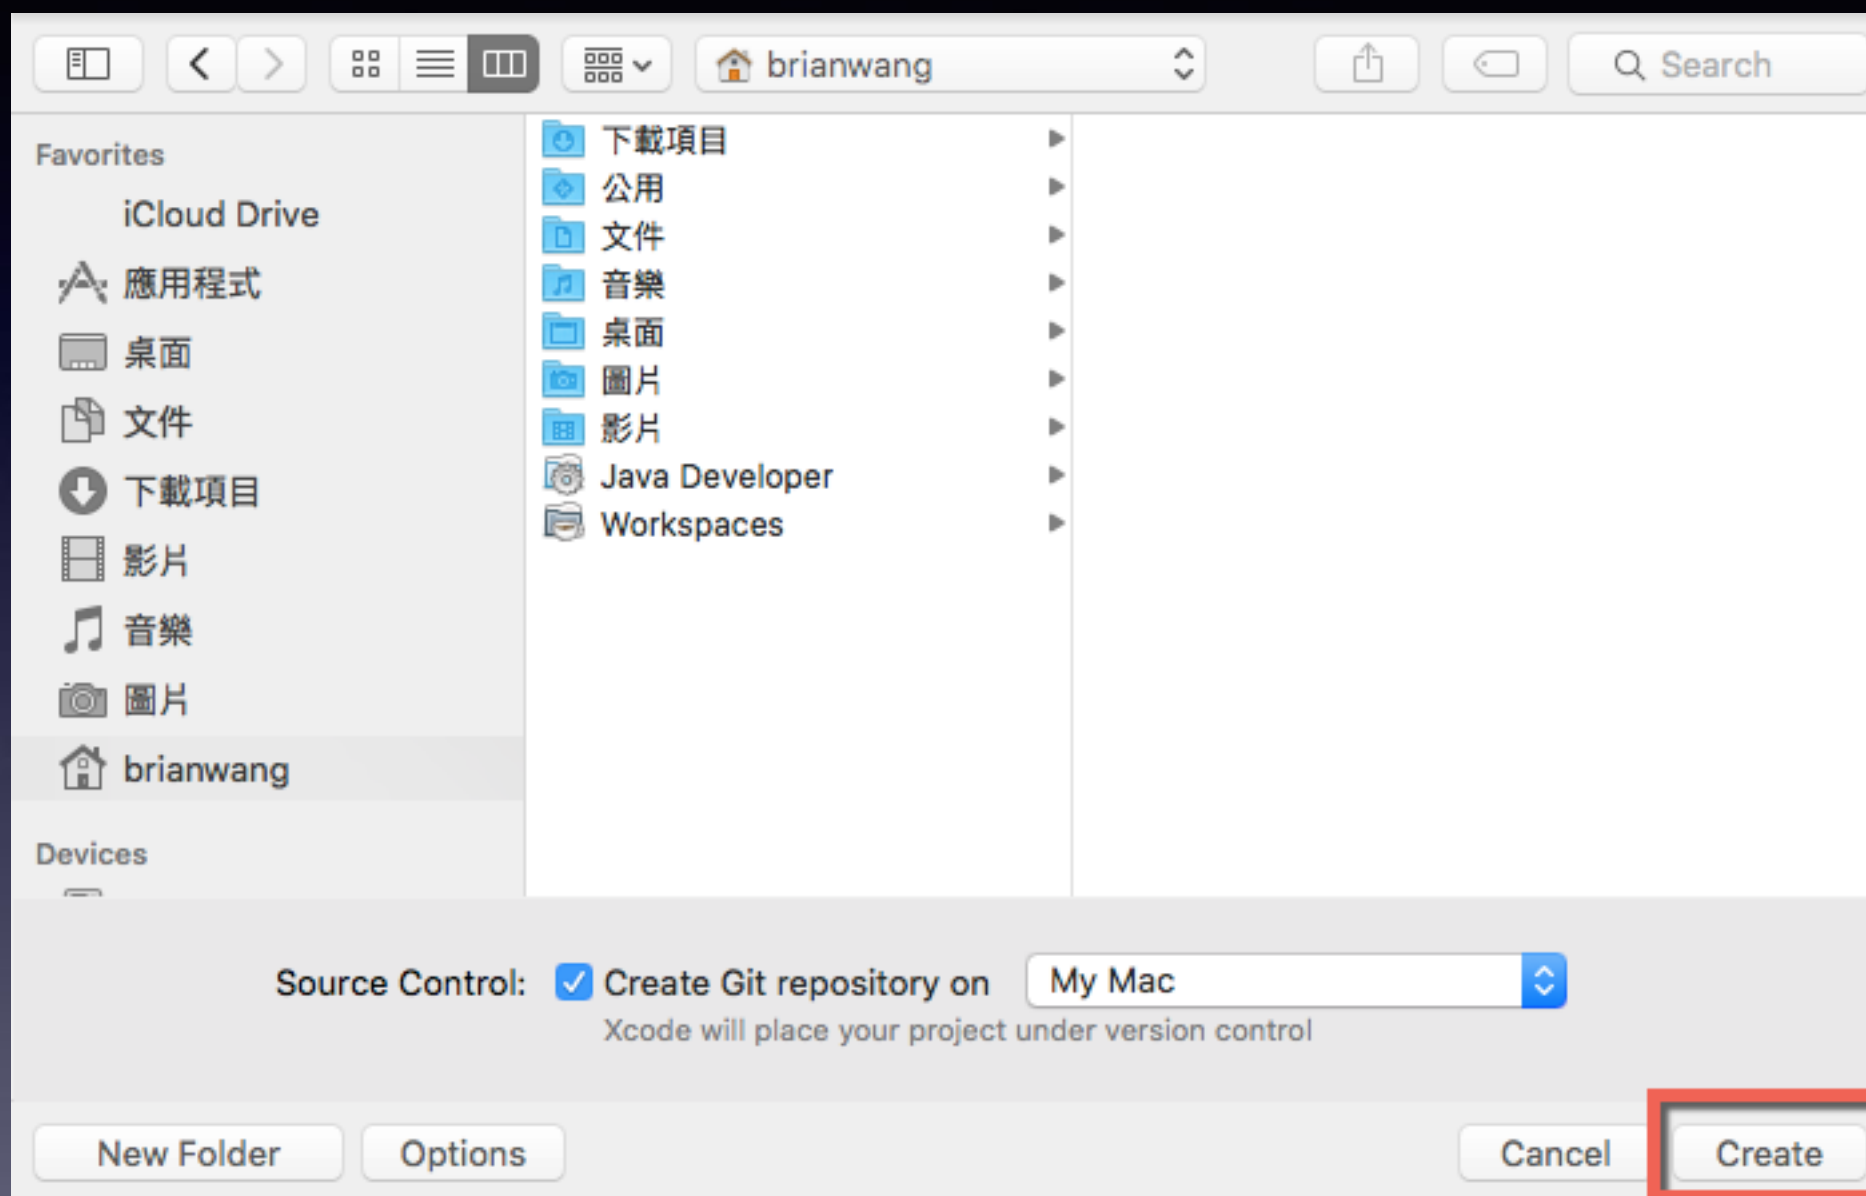 brianwang
Search
Favorites
iCloud Drive
應用程式
桌面
文件
下載項目
影片
音樂
圖片
brianwang
Devices
下載項目
公用
文件
音樂
桌面
圖片
影片
Java Developer
Workspaces
Source Control: Create Git repository on My Mac
Xcode will place your project under version control
New Folder Options Cancel Create